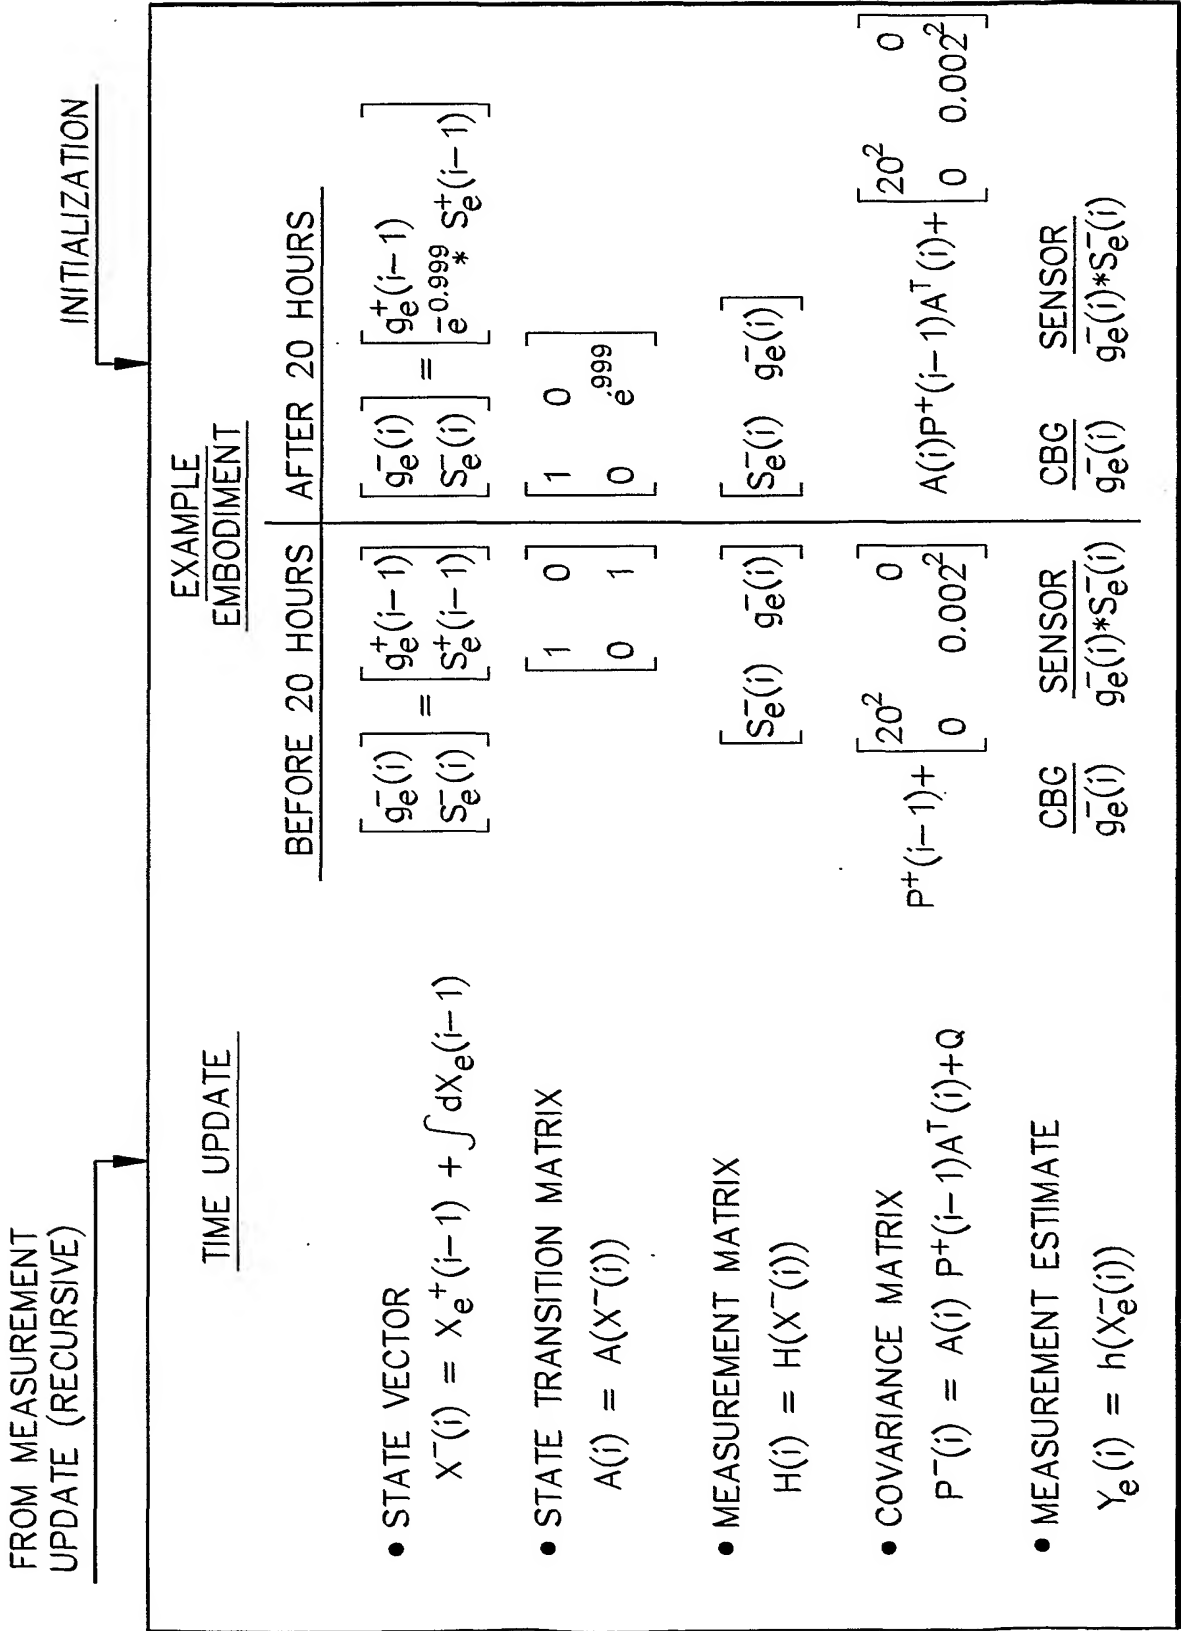 FROM MEASUREMENT
UPDATE (RECURSIVE)
INITIALIZATION
TIME UPDATE
EXAMPLE
EMBODIMENT
BEFORE 20 HOURS
AFTER 20 HOURS
• STATE VECTOR
X⁻(i) = Xₑ⁺(i−1) + ∫dXₑ(i−1)
[gₑ⁻(i)] = [gₑ⁺(i−1)]
[Sₑ⁻(i)] [Sₑ⁺(i−1)]
[gₑ⁻(i)] = [gₑ⁺(i−1)]
[Sₑ⁻(i)] [e⁻⁰·⁹⁹⁹ * Sₑ⁺(i−1)]
• STATE TRANSITION MATRIX
A(i) = A(X⁻(i))
[1 0]
[0 1]
[1 0]
[0 e·⁹⁹⁹]
• MEASUREMENT MATRIX
H(i) = H(X⁻(i))
[Sₑ⁻(i) gₑ⁻(i)]
[Sₑ⁻(i) gₑ⁻(i)]
• COVARIANCE MATRIX
P⁻(i) = A(i) P⁺(i−1)Aᵀ(i)+Q
P⁺(i−1)+ [20² 0]
[0 0.002²]
A(i)P⁺(i−1)Aᵀ(i)+ [20² 0]
[0 0.002²]
• MEASUREMENT ESTIMATE
Yₑ(i) = h(Xₑ⁻(i))
CBG SENSOR
gₑ⁻(i) gₑ⁻(i)*Sₑ⁻(i)
CBG SENSOR
gₑ⁻(i) gₑ⁻(i)*Sₑ⁻(i)